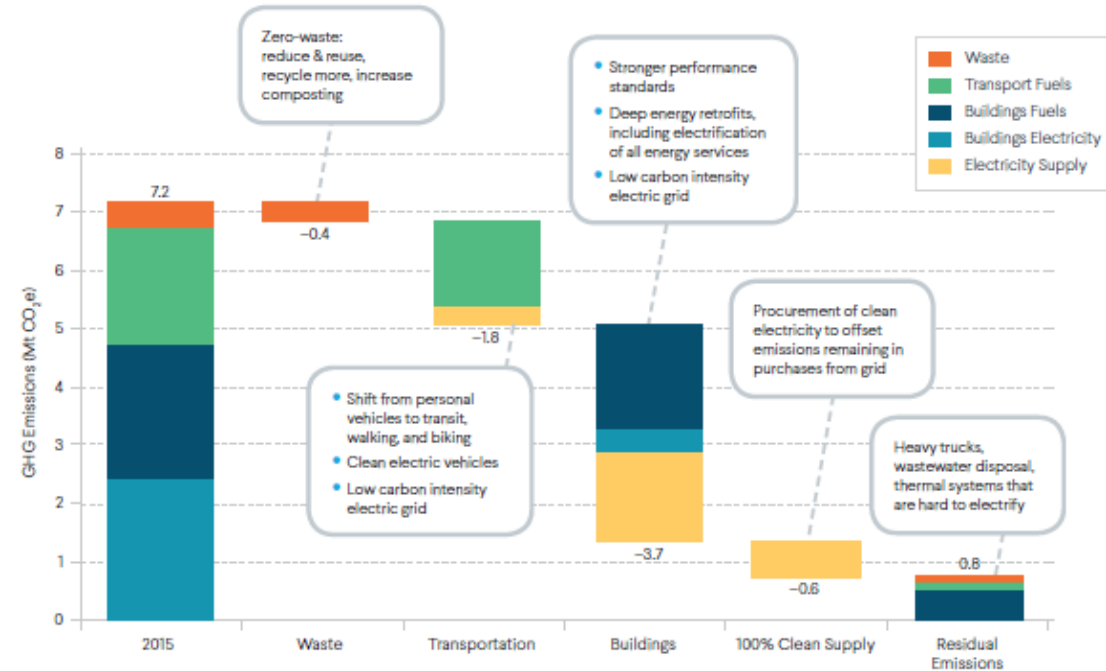 Zero-waste:
reduce & reuse,
recycle more, increase
composting
• Stronger performance
standards
• Deep energy retrofits,
including electrification
of all energy services
• Low carbon intensity
electric grid
Waste
Transport Fuels
Buildings Fuels
Buildings Electricity
Electricity Supply
GHG Emissions (Mt CO₂e)
8
7
6
5
4
3
2
1
0
7.2
−0.4
−1.8
−3.7
−0.6
0.8
• Shift from personal
vehicles to transit,
walking, and biking
• Clean electric vehicles
• Low carbon intensity
electric grid
Procurement of clean
electricity to offset
emissions remaining in
purchases from grid
Heavy trucks,
wastewater disposal,
thermal systems that
are hard to electrify
2015
Waste
Transportation
Buildings
100% Clean Supply
Residual
Emissions